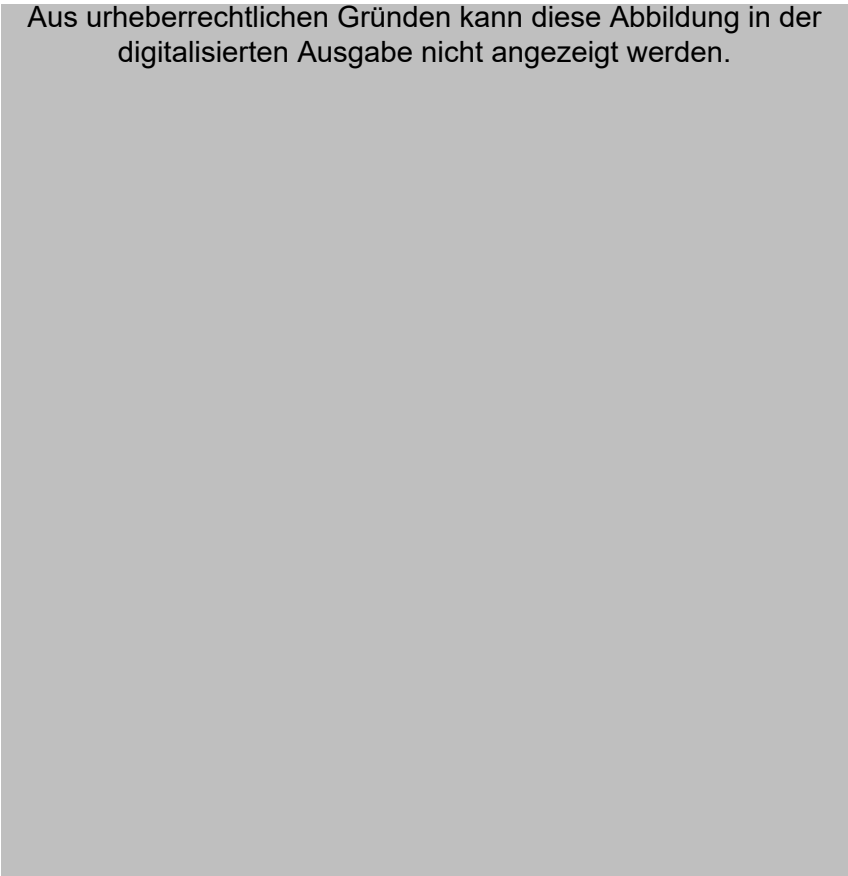 Aus urheberrechtlichen Gründen kann diese Abbildung in der
digitalisierten Ausgabe nicht angezeigt werden.